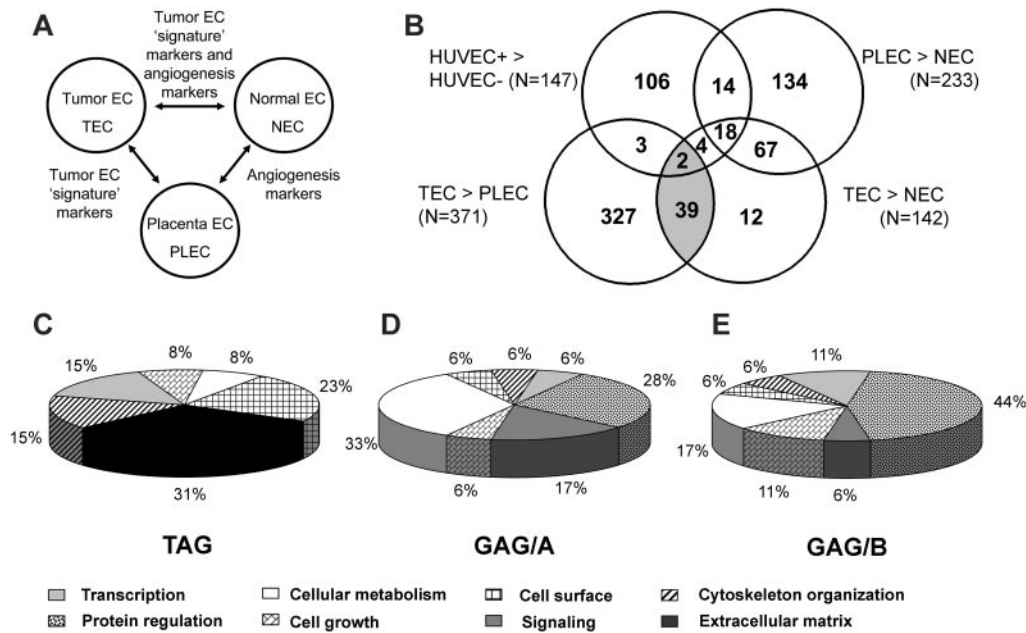 A
Tumor EC
'signature'
markers and
angiogenesis
markers
Tumor EC
TEC
Normal EC
NEC
Tumor EC
'signature'
markers
Angiogenesis
markers
Placenta EC
PLEC
B
HUVEC+ >
HUVEC- (N=147)
PLEC > NEC
(N=233)
106
14
134
18
3
4
67
2
TEC > PLEC
(N=371)
327
39
12
TEC > NEC
(N=142)
C
8%
8%
15%
23%
15%
31%
TAG
D
6%
6%
6%
28%
33%
6%
17%
GAG/A
E
11%
6%
6%
44%
17%
11%
6%
GAG/B
Transcription
Cellular metabolism
Cell surface
Cytoskeleton organization
Protein regulation
Cell growth
Signaling
Extracellular matrix